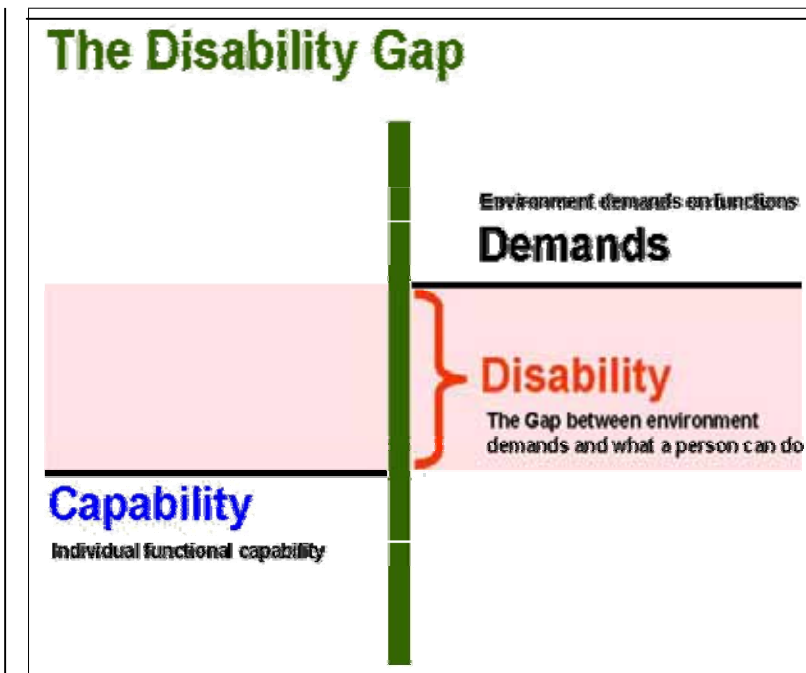 The Disability Gap
Environment demands on functions
Demands
Disability
The Gap between environment
demands and what a person can do
Capability
Individual functional capability